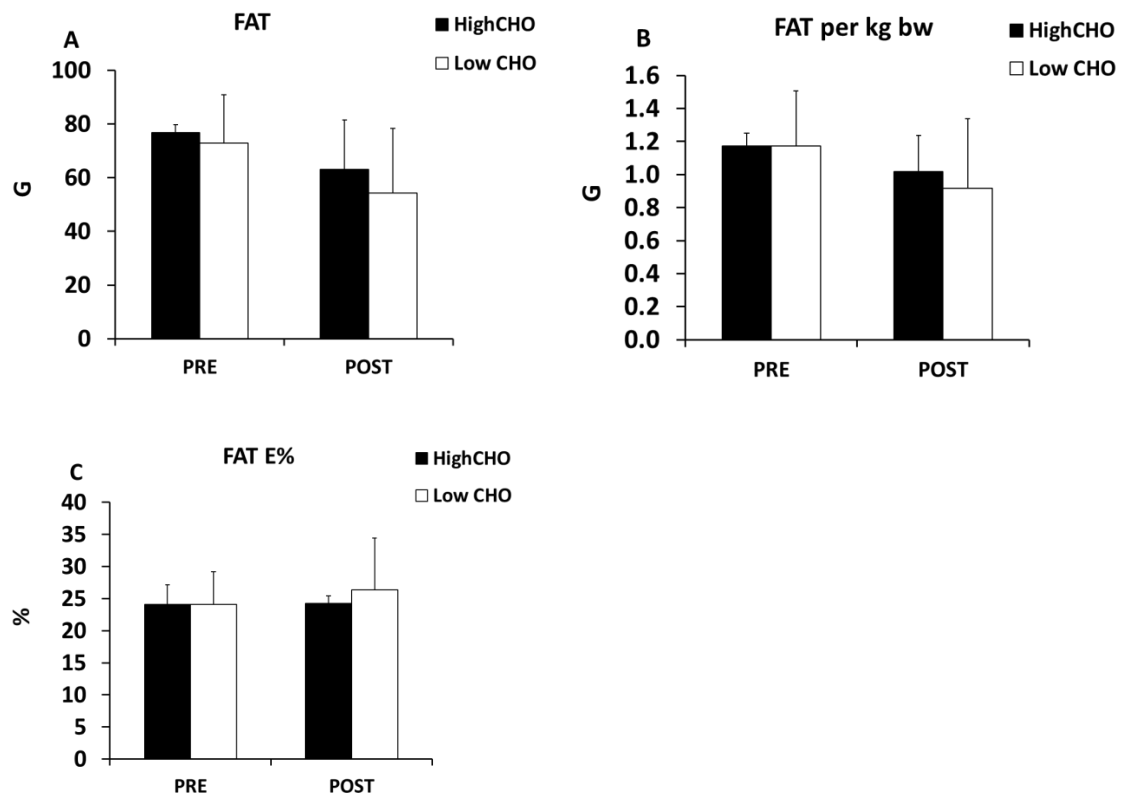 A
FAT
HighCHO
Low CHO
100
80
60
40
20
0
G
PRE
POST
B
FAT per kg bw
HighCHO
Low CHO
1.6
1.4
1.2
1.0
0.8
0.6
0.4
0.2
0.0
G
PRE
POST
C
FAT E%
HighCHO
Low CHO
40
35
30
25
20
15
10
5
0
%
PRE
POST